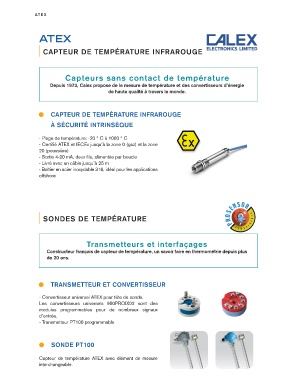 ATEX
ATEX
CALEX
ELECTRONICS LIMITED
CAPTEUR DE TEMPÉRATURE INFRAROUGE
Capteurs sans contact de température
Depuis 1973, Calex propose de la mesure de température et des convertisseurs d'énergie
de haute qualité à travers le monde.
CAPTEUR DE TEMPÉRATURE INFRAROUGE
À SÉCURITÉ INTRINSÈQUE
- Plage de température: -20 ° C à 1000 ° C
- Certifié ATEX et IECEx jusqu'à la zone 0 (gaz) et la zone
20 (poussière)
- Sortie 4-20 mA, deux fils, alimentée par boucle
- Livré avec un câble jusqu'à 25 m
- Boîtier en acier inoxydable 316, idéal pour les applications
offshore
Ex
SONDES DE TEMPÉRATURE
PROSENSOR
Transmetteurs et interfaçages
Constructeur français de capteur de température, un savoir faire en thermométrie depuis plus
de 20 ans.
TRANSMETTEUR ET CONVERTISSEUR
- Convertisseur universel ATEX pour tête de sonde.
Les convertisseurs universels sont des
modules programmables pour de nombreux signaux
d'entrée.
- Transmetteur PT100 programmable
SONDE PT100
Capteur de température ATEX avec élément de mesure
interchangeable.